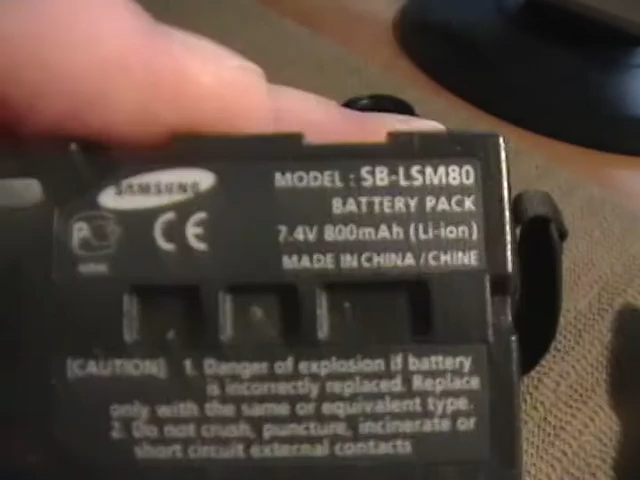 SAMSUNG
MODEL : SB-LSM80
BATTERY PACK
CE
7.4V 800mAh (Li-ion)
MADE IN CHINA / CHINE
[CAUTION] 1. Danger of explosion if battery
is incorrectly replaced. Replace
only with the same or equivalent type.
2. Do not crush, puncture, incinerate or
short circuit external contacts